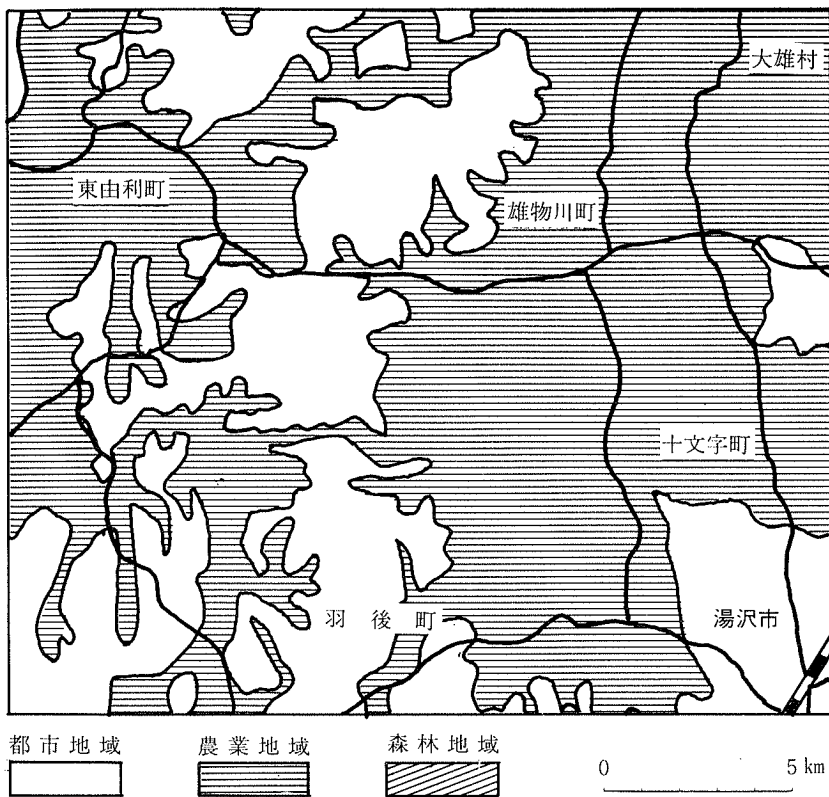 大雄村
東由利町
雄物川町
十文字町
羽後町
湯沢市
都市地域 農業地域 森林地域
0 5 km